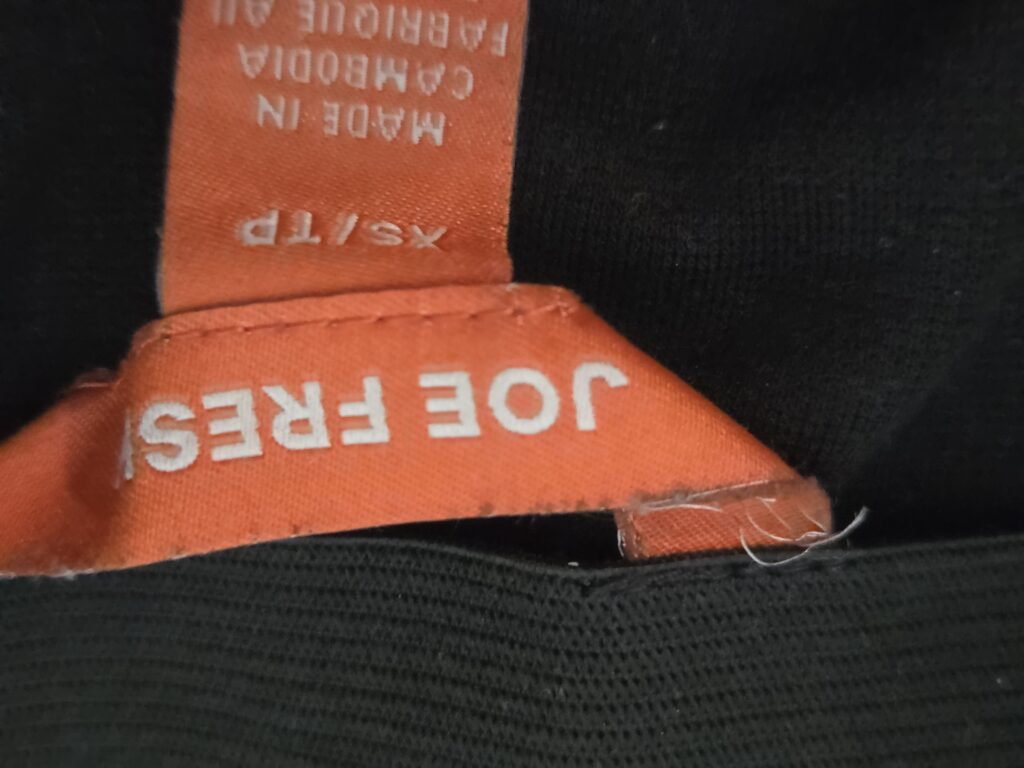 JOE FRES
XS/TP
MADE IN
CAMBODIA
FABRIQUE AU